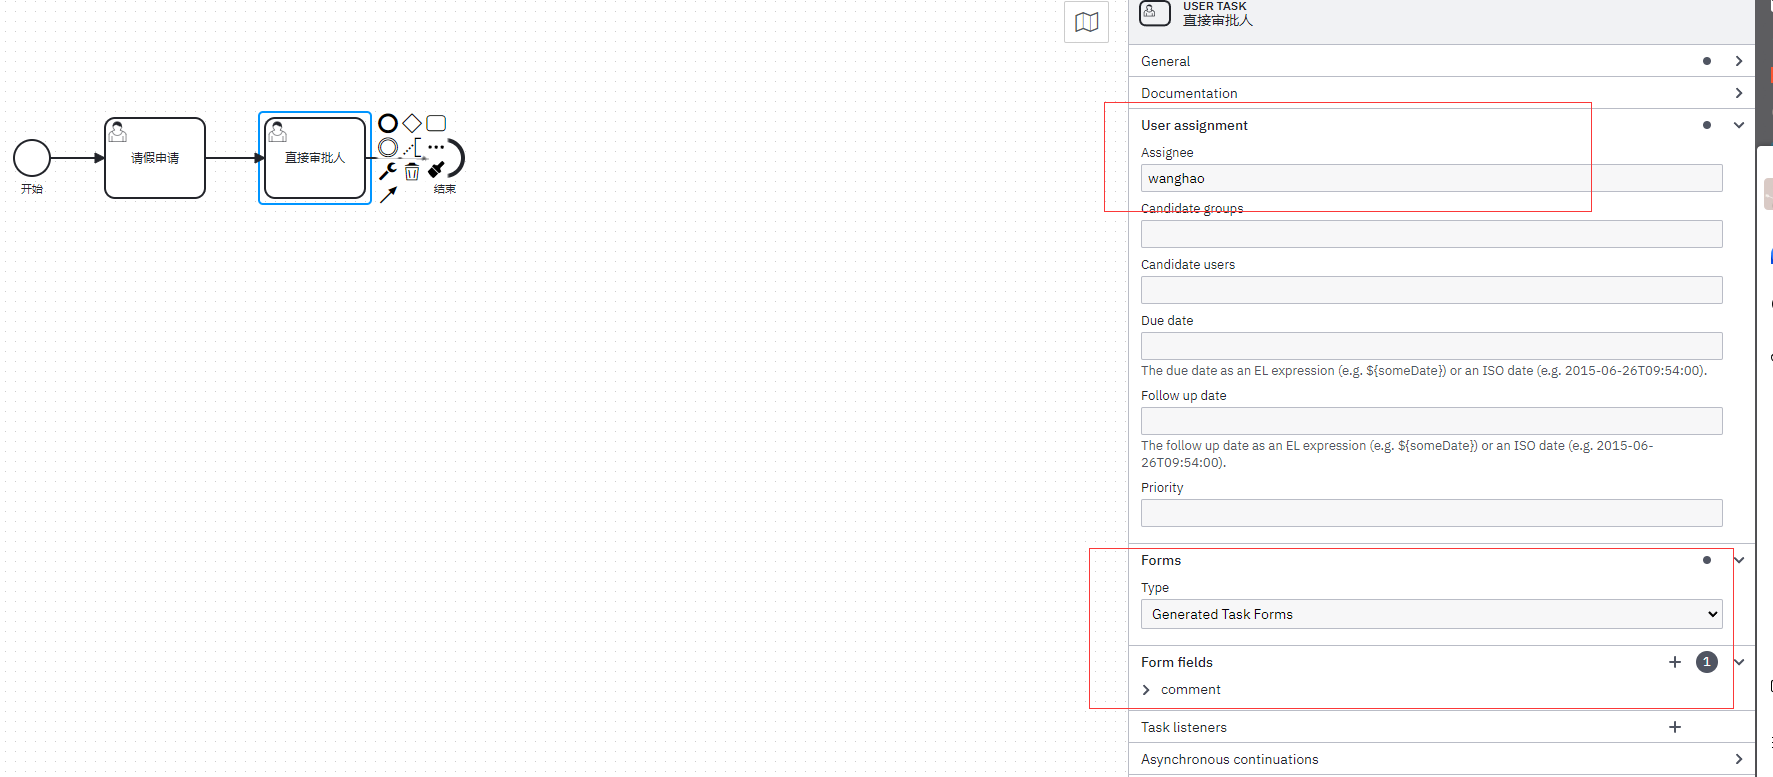 开始
请假申请
直接审批人
结束
USER TASK
直接审批人
General
Documentation
User assignment
Assignee
wanghao
Candidate groups
Candidate users
Due date
The due date as an EL expression (e.g. ${someDate}) or an ISO date (e.g. 2015-06-26T09:54:00).
Follow up date
The follow up date as an EL expression (e.g. ${someDate}) or an ISO date (e.g. 2015-06-
26T09:54:00).
Priority
Forms
Type
Generated Task Forms
Form fields
1
comment
Task listeners
Asynchronous continuations